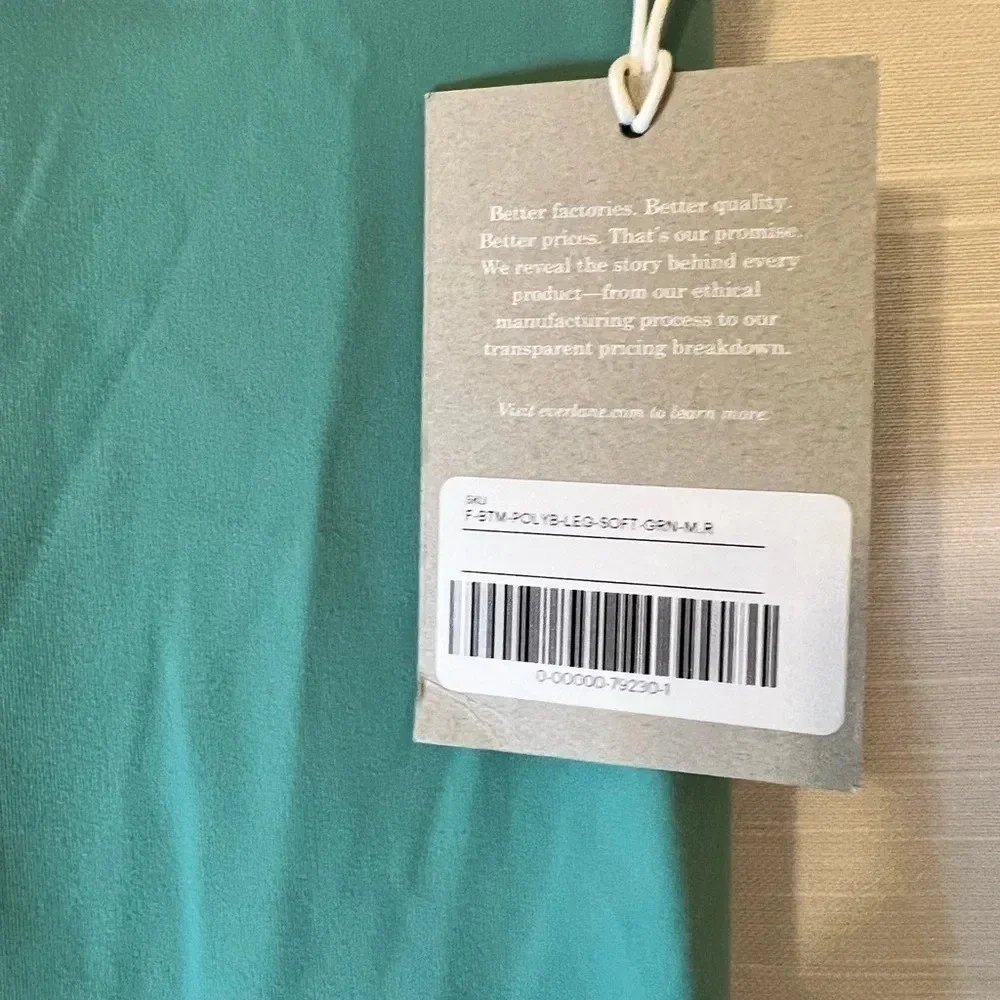 Better factories. Better quality.
Better prices. That's our promise.
We reveal the story behind every
product—from our ethical
manufacturing process to our
transparent pricing breakdown.
Visit everlane.com to learn more.
SKU
F-BTM-POLYB-LEG-SOFT-GRN-M_R
0-00000-79230-1